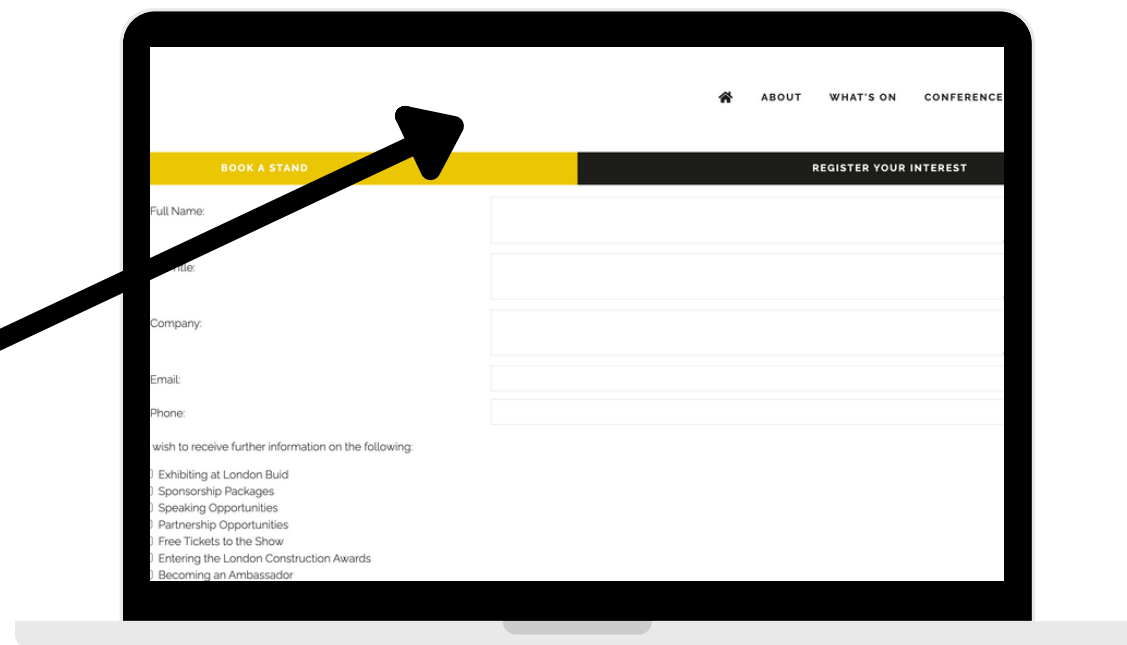 ABOUT WHAT'S ON CONFERENCE
BOOK A STAND REGISTER YOUR INTEREST
Full Name:
Title:
Company:
Email:
Phone:
wish to receive further information on the following:
Exhibiting at London Buid
Sponsorship Packages
Speaking Opportunities
Partnership Opportunities
Free Tickets to the Show
Entering the London Construction Awards
Becoming an Ambassador